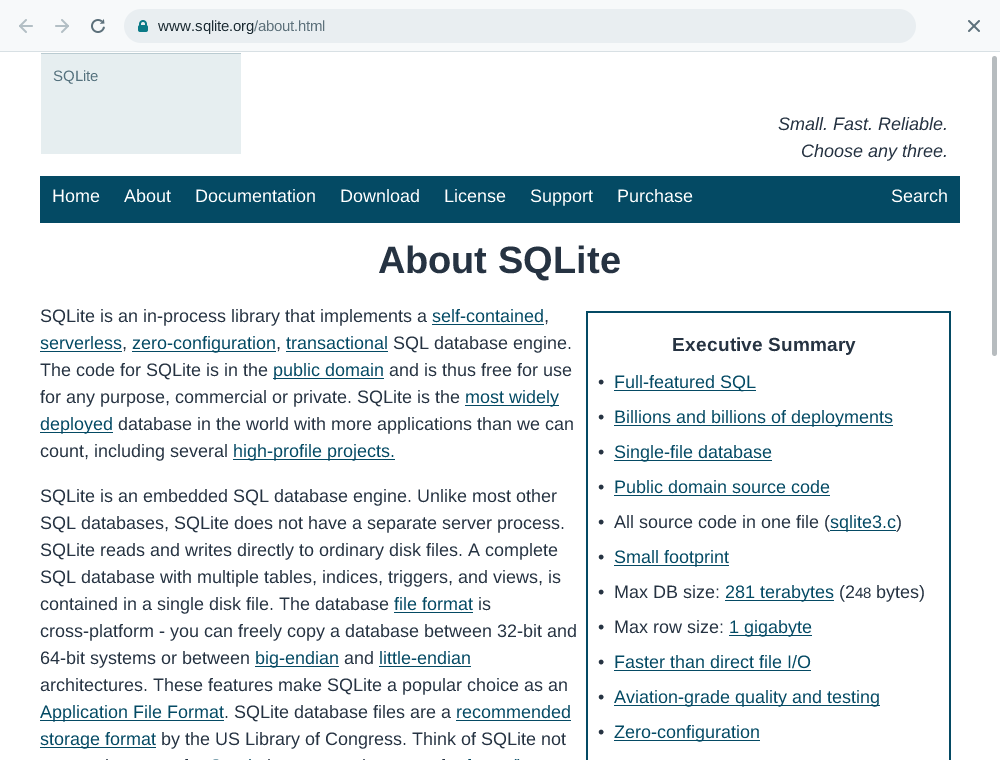 www.sqlite.org/about.html
SQLite
Small. Fast. Reliable.
Choose any three.
Home About Documentation Download License Support Purchase Search
About SQLite
SQLite is an in-process library that implements a self-contained,
serverless, zero-configuration, transactional SQL database engine.
The code for SQLite is in the public domain and is thus free for use
for any purpose, commercial or private. SQLite is the most widely
deployed database in the world with more applications than we can
count, including several high-profile projects.
SQLite is an embedded SQL database engine. Unlike most other
SQL databases, SQLite does not have a separate server process.
SQLite reads and writes directly to ordinary disk files. A complete
SQL database with multiple tables, indices, triggers, and views, is
contained in a single disk file. The database file format is
cross-platform - you can freely copy a database between 32-bit and
64-bit systems or between big-endian and little-endian
architectures. These features make SQLite a popular choice as an
Application File Format. SQLite database files are a recommended
storage format by the US Library of Congress. Think of SQLite not
Executive Summary
• Full-featured SQL
• Billions and billions of deployments
• Single-file database
• Public domain source code
• All source code in one file (sqlite3.c)
• Small footprint
• Max DB size: 281 terabytes (248 bytes)
• Max row size: 1 gigabyte
• Faster than direct file I/O
• Aviation-grade quality and testing
• Zero-configuration